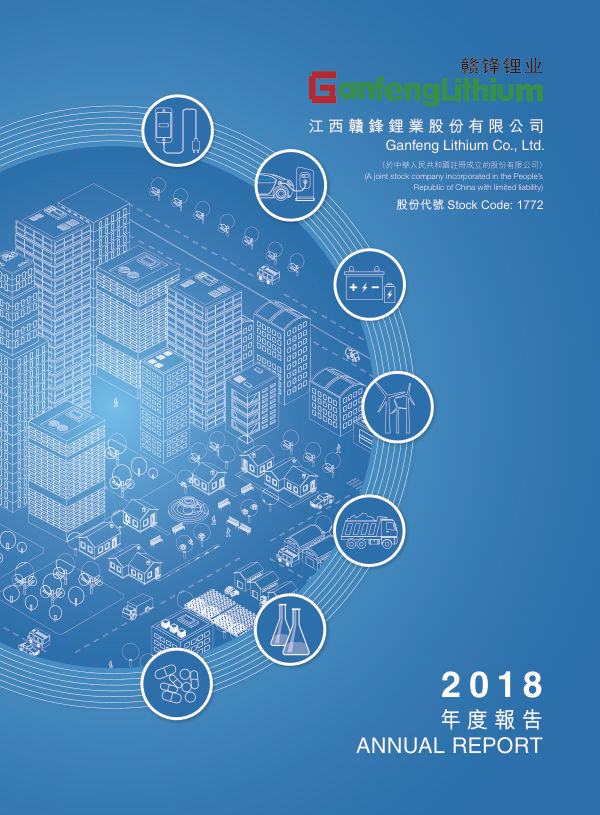 赣锋锂业
GanfengLithium
江西贛鋒鋰業股份有限公司
Ganfeng Lithium Co., Ltd.
（於中華人民共和國註冊成立的股份有限公司）
(A joint stock company incorporated in the People's
Republic of China with limited liability)
股份代號 Stock Code: 1772
2018
年度報告
ANNUAL REPORT